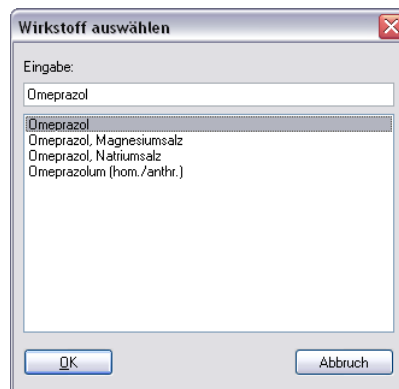 Wirkstoff auswählen
Eingabe:
Omeprazol
Omeprazol
Omeprazol, Magnesiumsalz
Omeprazol, Natriumsalz
Omeprazolum (hom./anthr.)
OK
Abbruch